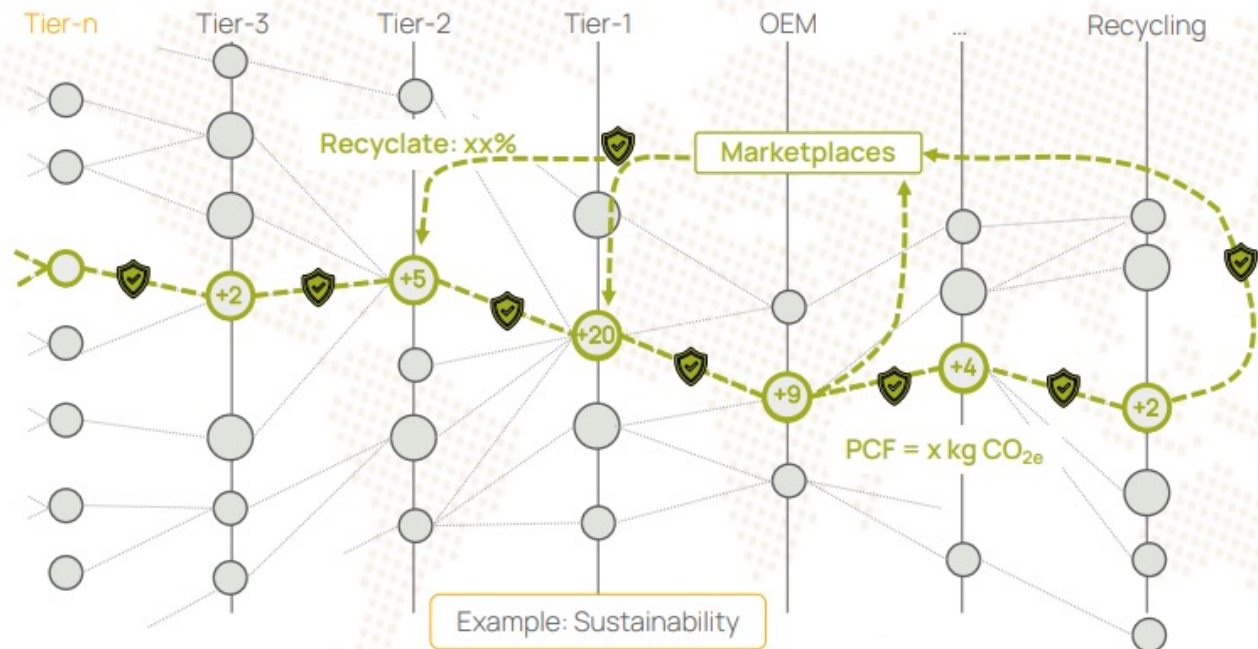 Tier-n Tier-3 Tier-2 Tier-1 OEM ... Recycling
Recyclate: xx%
Marketplaces
+2
+5
+20
+9
+4
+2
PCF = x kg CO₂e
Example: Sustainability